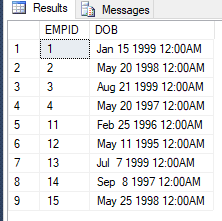 Results Messages
EMPID DOB
1 1 Jan 15 1999 12:00AM
2 2 May 20 1998 12:00AM
3 3 Aug 21 1999 12:00AM
4 4 May 20 1997 12:00AM
5 11 Feb 25 1996 12:00AM
6 12 May 11 1995 12:00AM
7 13 Jul 7 1999 12:00AM
8 14 Sep 8 1997 12:00AM
9 15 May 25 1998 12:00AM